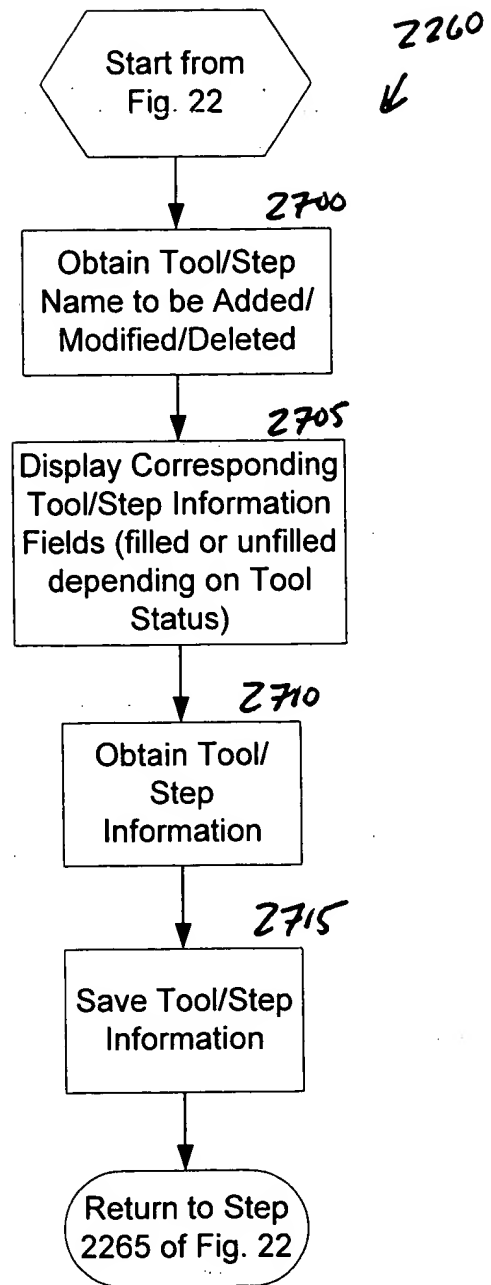 2260
Start from
Fig. 22
2700
Obtain Tool/Step
Name to be Added/
Modified/Deleted
2705
Display Corresponding
Tool/Step Information
Fields (filled or unfilled
depending on Tool
Status)
2710
Obtain Tool/
Step
Information
2715
Save Tool/Step
Information
Return to Step
2265 of Fig. 22